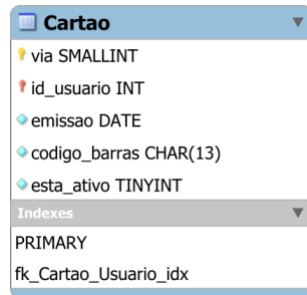 Cartao
via SMALLINT
id_usuario INT
emissao DATE
codigo_barras CHAR(13)
esta_ativo TINYINT
Indexes
PRIMARY
fk_Cartao_Usuario_idx